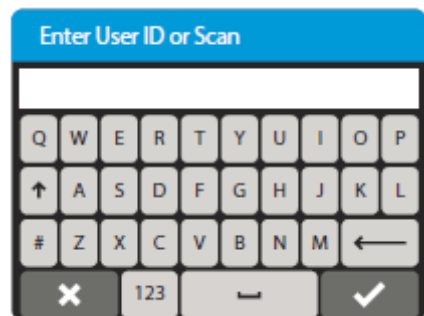 Enter User ID or Scan
Q W E R T Y U I O P
↑ A S D F G H J K L
# Z X C V B N M ←
✖ 123 ␣ ✔